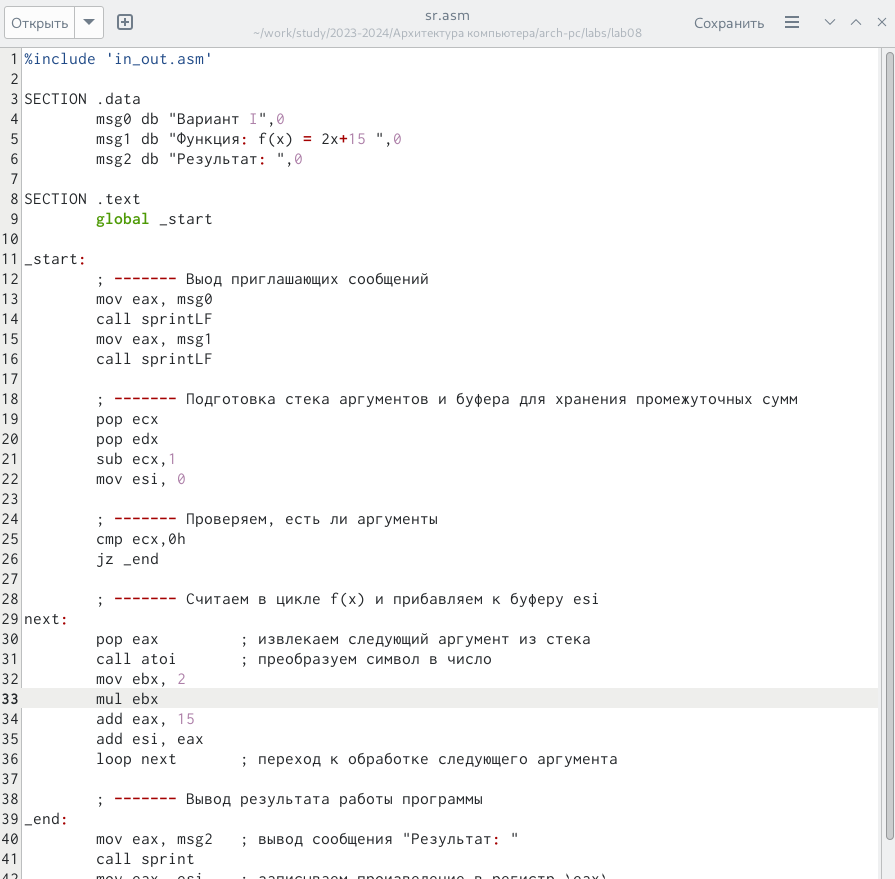 Открыть
sr.asm
~/work/study/2023-2024/Архитектура компьютера/arch-pc/labs/lab08
Сохранить
1 %include 'in_out.asm'
2
3 SECTION .data
4         msg0 db "Вариант I",0
5         msg1 db "Функция: f(x) = 2x+15 ",0
6         msg2 db "Результат: ",0
7
8 SECTION .text
9         global _start
10
11 _start:
12         ; ------- Выод приглашающих сообщений
13         mov eax, msg0
14         call sprintLF
15         mov eax, msg1
16         call sprintLF
17
18         ; ------- Подготовка стека аргументов и буфера для хранения промежуточных сумм
19         pop ecx
20         pop edx
21         sub ecx,1
22         mov esi, 0
23
24         ; ------- Проверяем, есть ли аргументы
25         cmp ecx,0h
26         jz _end
27
28         ; ------- Считаем в цикле f(x) и прибавляем к буферу esi
29 next:
30         pop eax         ; извлекаем следующий аргумент из стека
31         call atoi       ; преобразуем символ в число
32         mov ebx, 2
33         mul ebx
34         add eax, 15
35         add esi, eax
36         loop next       ; переход к обработке следующего аргумента
37
38         ; ------- Вывод результата работы программы
39 _end:
40         mov eax, msg2   ; вывод сообщения "Результат: "
41         call sprint
42         mov eax, esi    ; записываем произведение в регистр \eax\